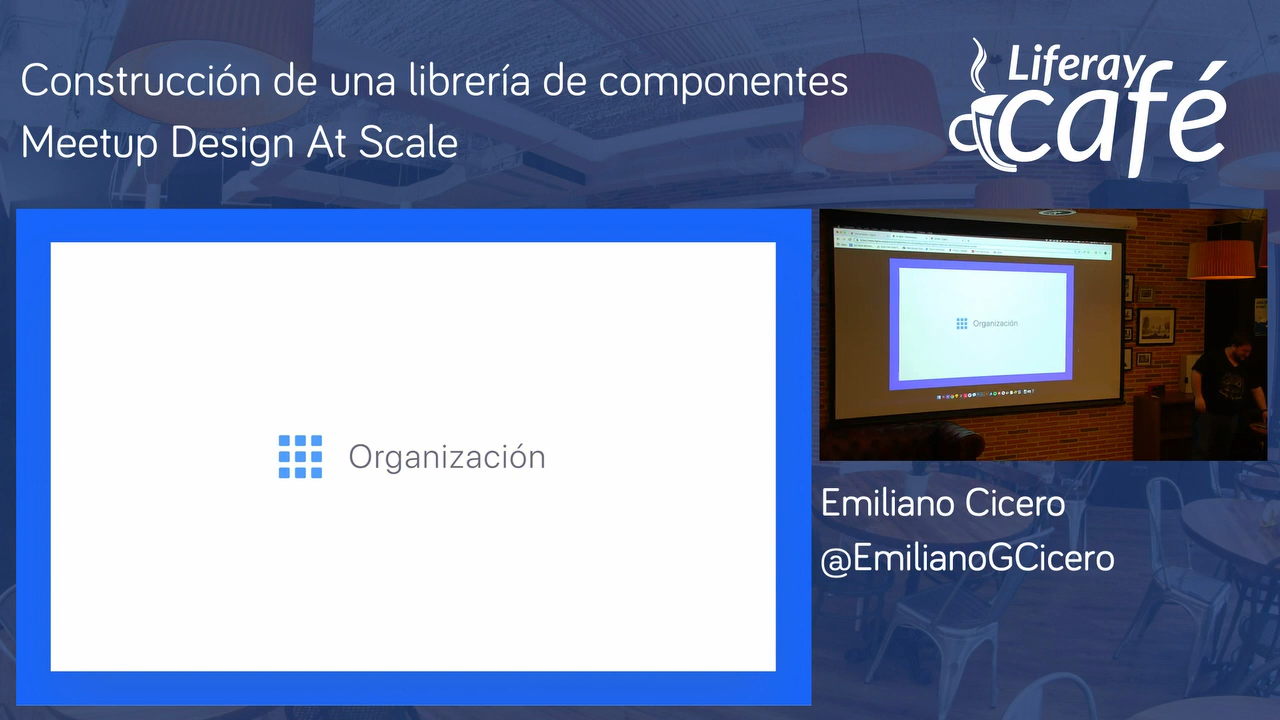 Construcción de una librería de componentes
Meetup Design At Scale
Liferay
café
Organización
Organización
Emiliano Cicero
@EmilianoGCicero